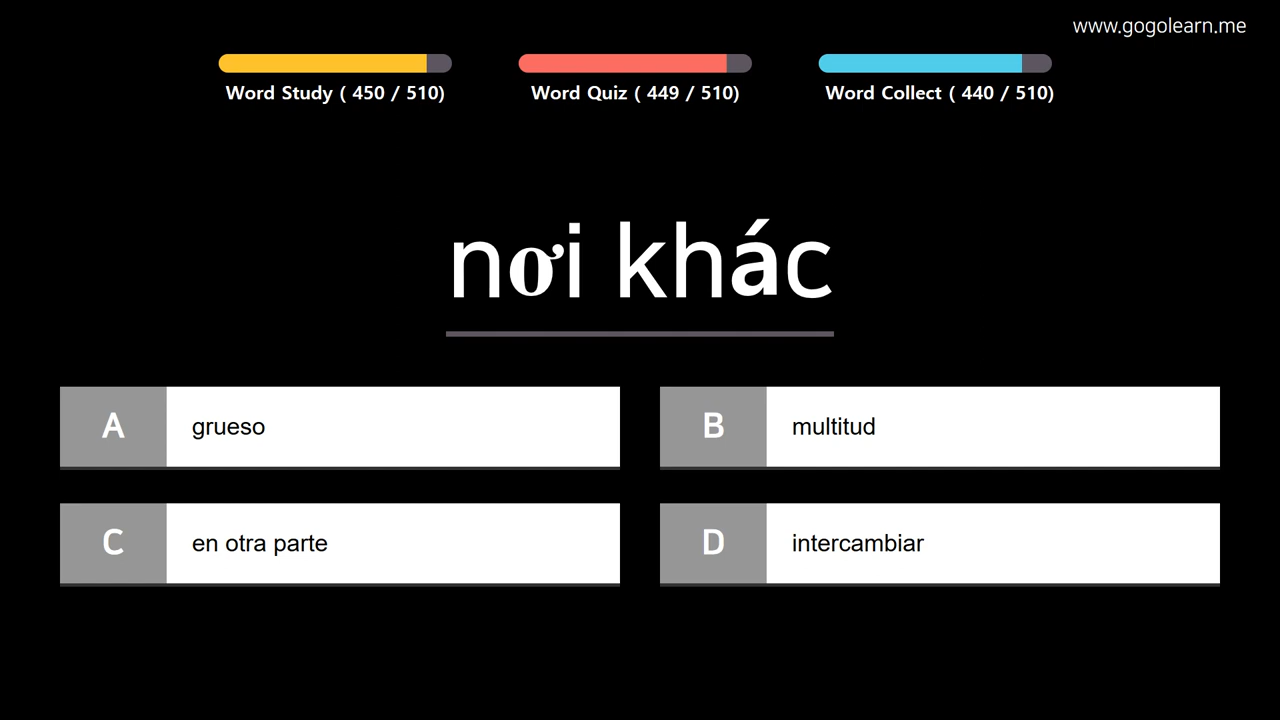 www.gogolearn.me
Word Study ( 450 / 510)
Word Quiz ( 449 / 510)
Word Collect ( 440 / 510)
nơi khác
A grueso
B multitud
C en otra parte
D intercambiar